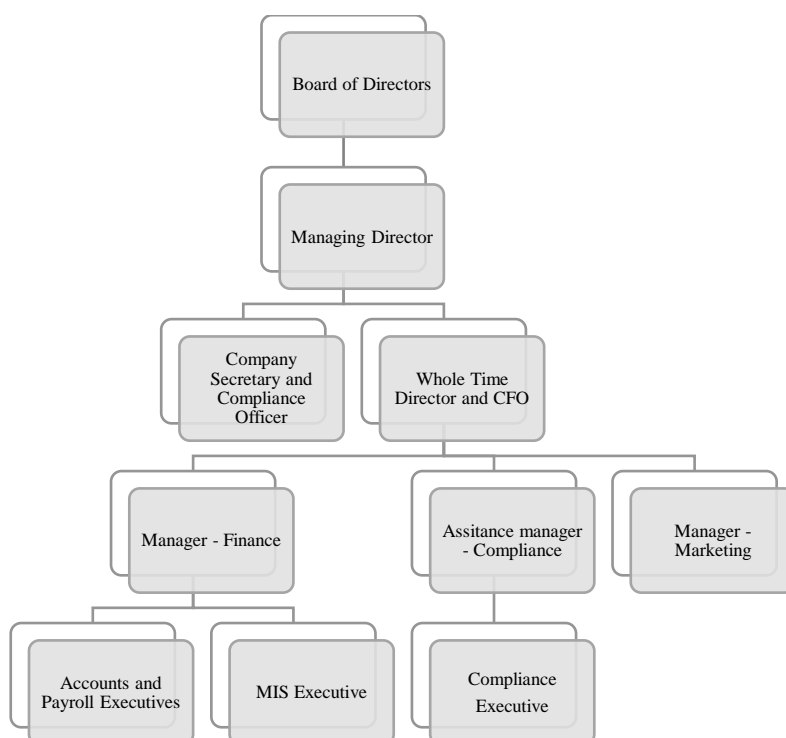 Board of Directors
Managing Director
Company
Secretary and
Compliance
Officer
Whole Time
Director and CFO
Manager - Finance
Assitance manager
- Compliance
Manager -
Marketing
Accounts and
Payroll Executives
MIS Executive
Compliance
Executive